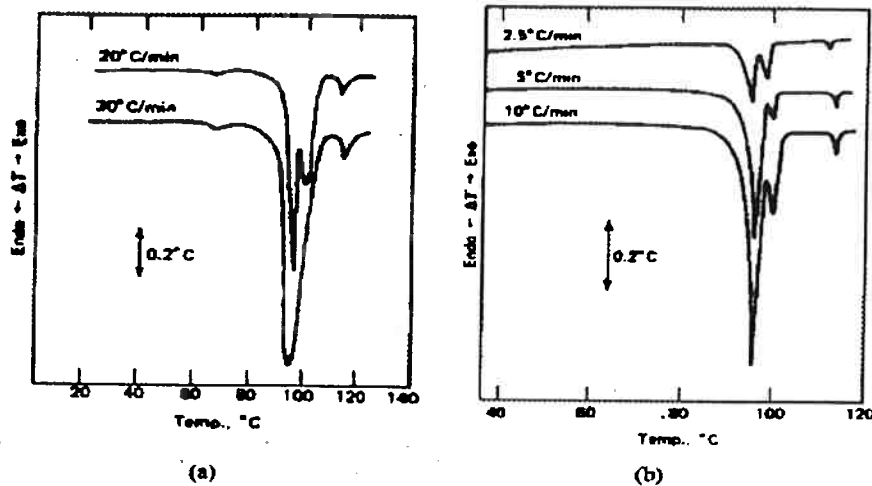 20°C/min
30°C/min
Endo ← ΔT → Exo
0.2°C
20 40 60 80 100 120 140
Temp., °C
(a)
2.5°C/min
5°C/min
10°C/min
Endo ← ΔT → Exo
0.2°C
40 60 .80 100 120
Temp.. °C
(b)